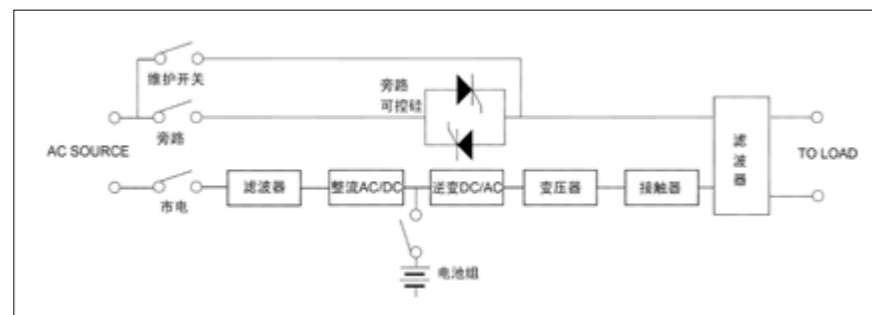 维护开关
旁路
可控硅
旁路
AC SOURCE
TO LOAD
滤波器
市电
滤波器
整流AC/DC
逆变DC/AC
变压器
接触器
电池组